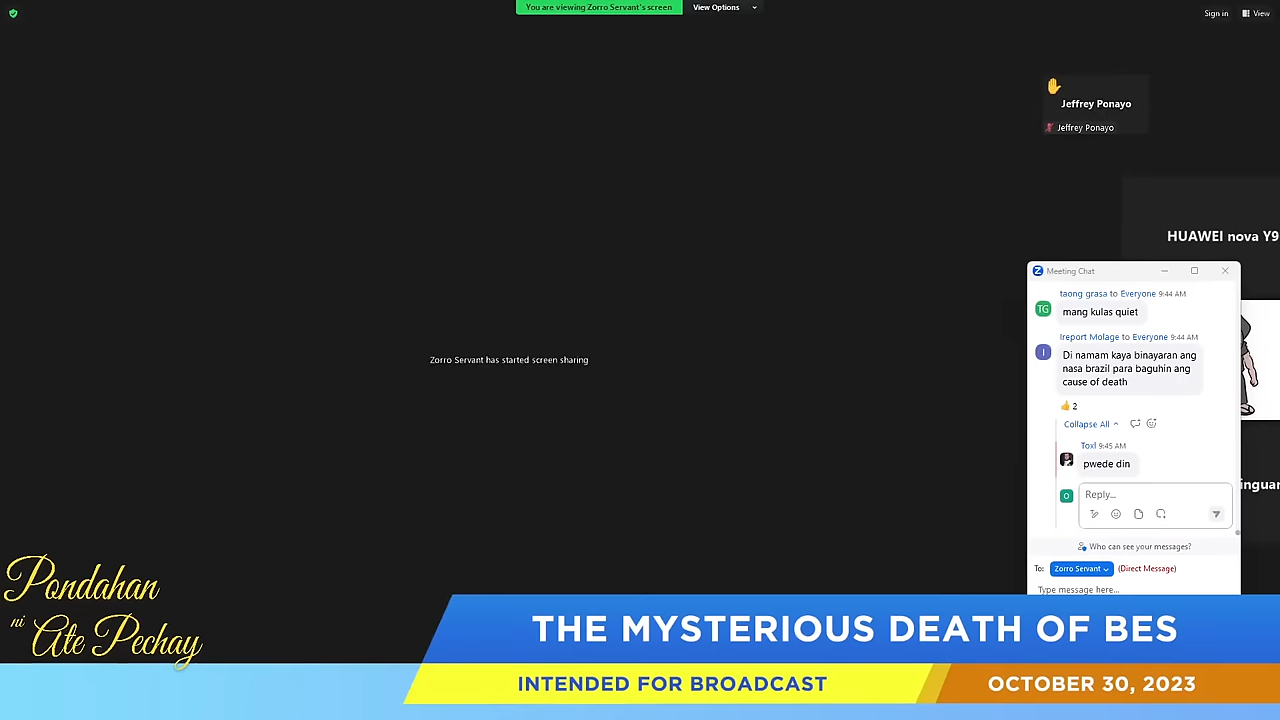 You are viewing Zorro Servant's screen
View Options
Sign in
View
Jeffrey Ponayo
Jeffrey Ponayo
HUAWEI nova Y9
Meeting Chat
taong grasa to Everyone 9:44 AM
TG
mang kulas quiet
Ireport Molage to Everyone 9:44 AM
I
Di namam kaya binayaran ang
nasa brazil para baguhin ang
cause of death
2
Collapse All
Toxl 9:45 AM
pwede din
O
Reply...
inguar
Who can see your messages?
To: Zorro Servant (Direct Message)
Type message here...
Zorro Servant has started screen sharing
Pondahan
ni
Ate Pechay
THE MYSTERIOUS DEATH OF BES
INTENDED FOR BROADCAST
OCTOBER 30, 2023